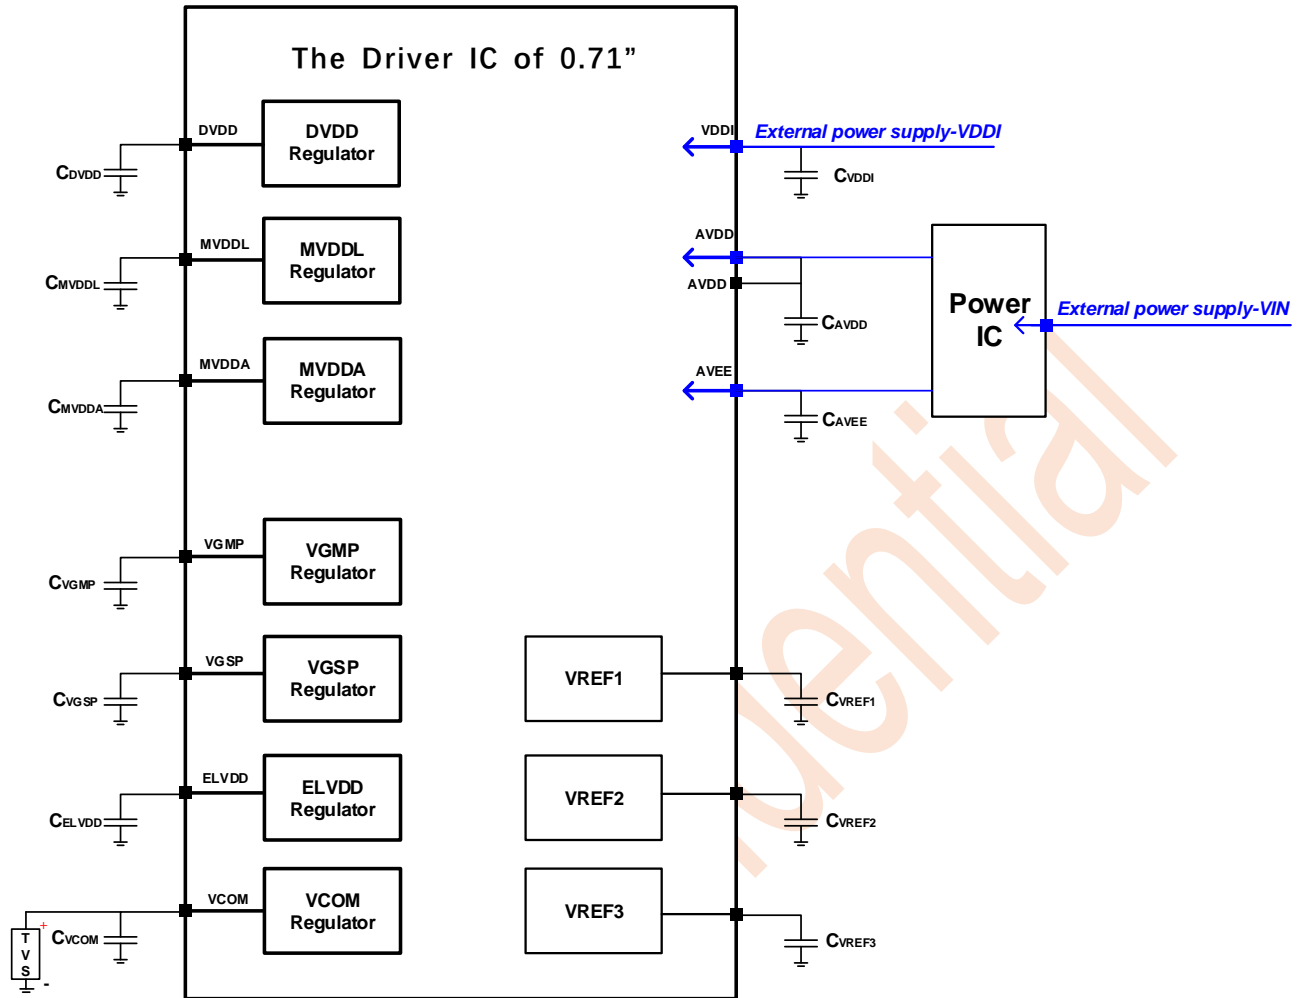 The Driver IC of 0.71”
DVDD
DVDD
Regulator
CDVDD
VDDI
External power supply-VDDI
CVDDI
MVDDL
MVDDL
Regulator
CMVDDL
AVDD
AVDD
CAVDD
Power
IC
External power supply-VIN
MVDDA
MVDDA
Regulator
CMVDDA
AVEE
CAVEE
VGMP
VGMP
Regulator
CVGMP
VGSP
VGSP
Regulator
CVGSP
VREF1
CVREF1
ELVDD
ELVDD
Regulator
CELVDD
VREF2
CVREF2
VCOM
VCOM
Regulator
CVCOM
+
T
V
S
-
VREF3
CVREF3
dential